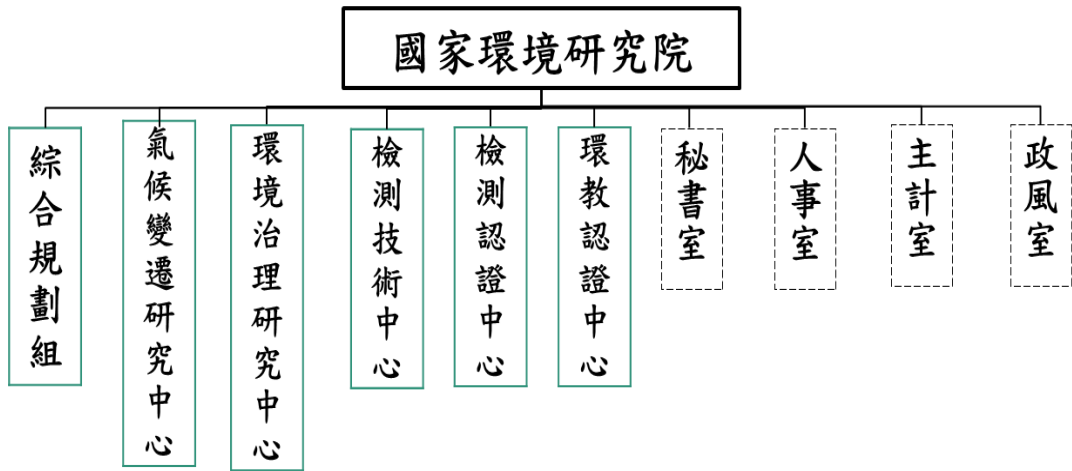 國家環境研究院
綜合規劃組
氣候變遷研究中心
環境治理研究中心
檢測技術中心
檢測認證中心
環教認證中心
秘書室
人事室
主計室
政風室